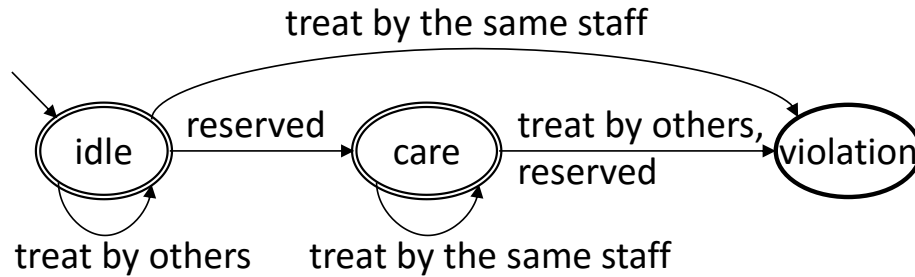 treat by the same staff
reserved
treat by others,
idle
care
violation
reserved
treat by others
treat by the same staff